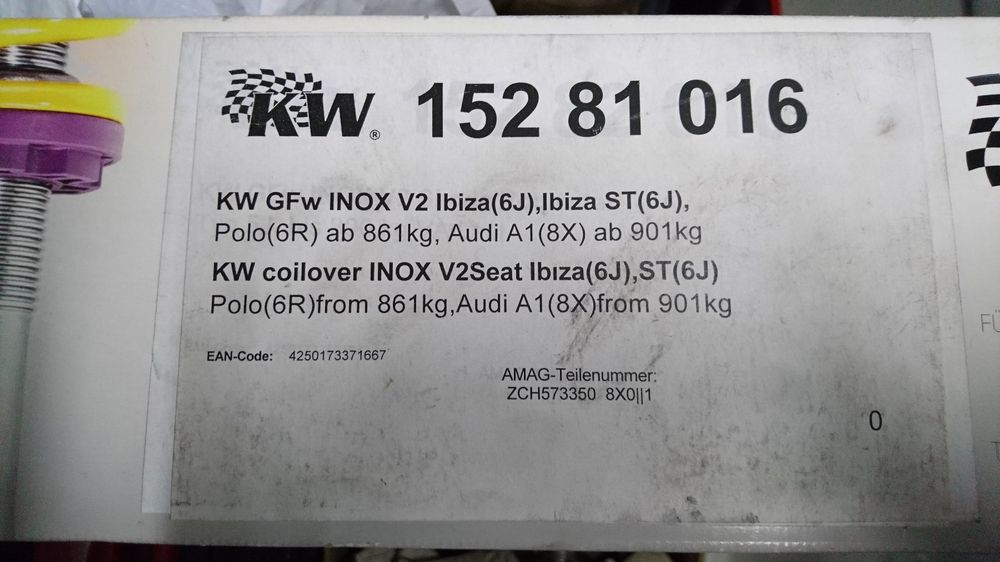 KW® 152 81 016
KW GFw INOX V2 Ibiza(6J),Ibiza ST(6J),
Polo(6R) ab 861kg, Audi A1(8X) ab 901kg
KW coilover INOX V2Seat Ibıza(6J),ST(6J)
Polo(6R)from 861kg,Audi A1(8X)from 901kg
EAN-Code: 4250173371667
AMAG-Teilenummer:
ZCH573350 8X0||1
0